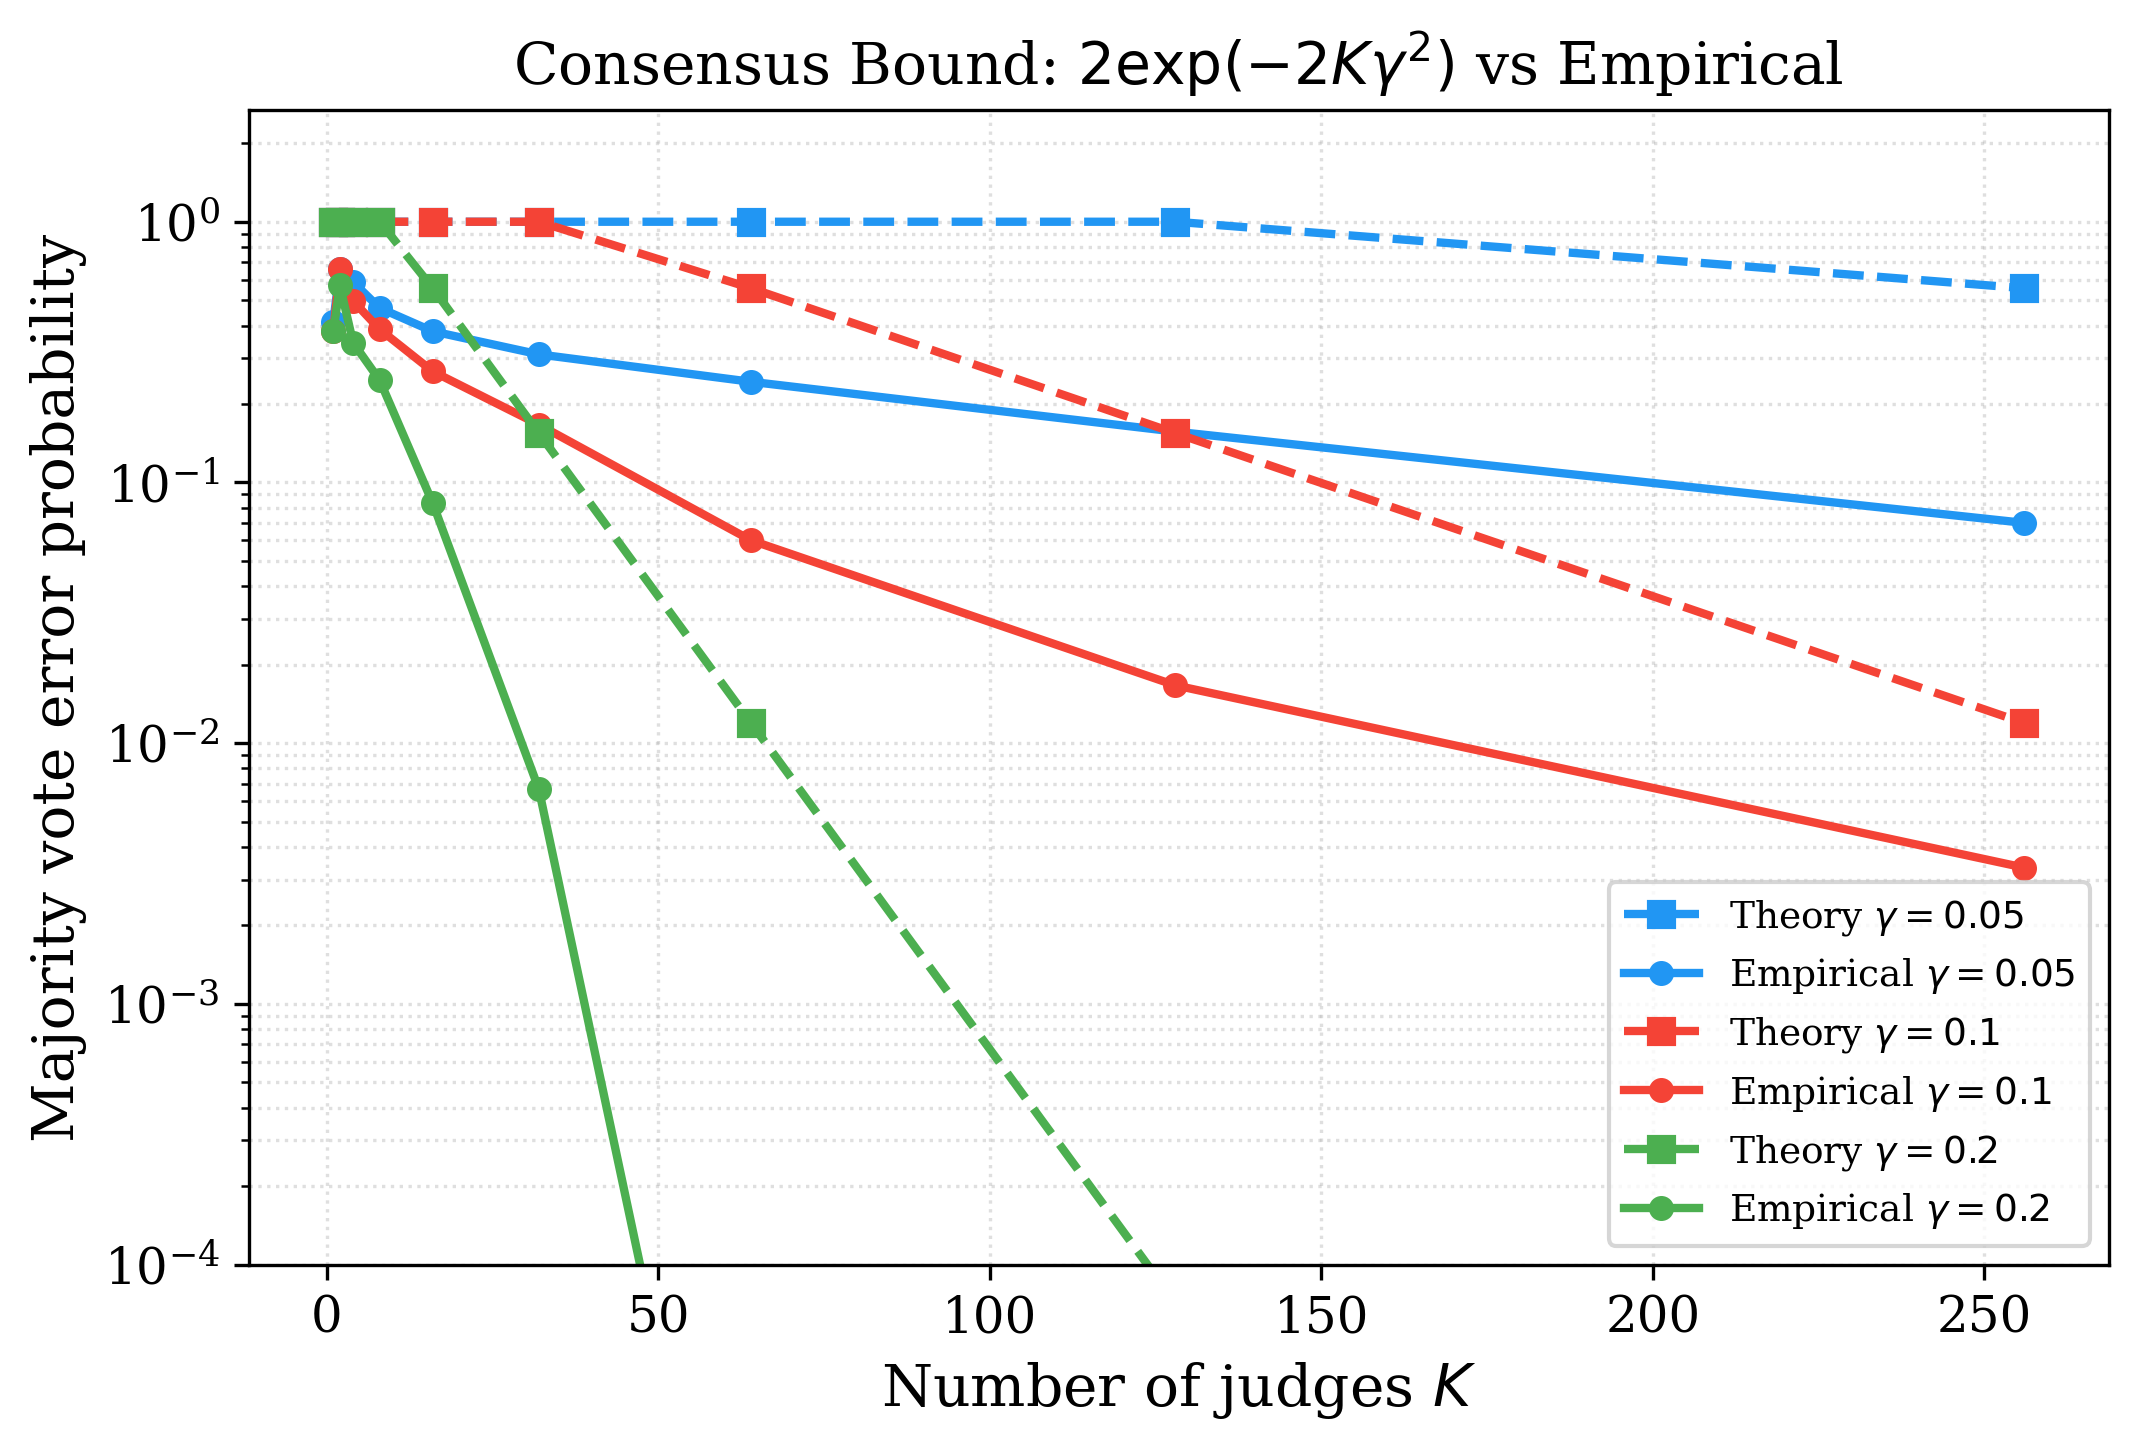 Consensus Bound: 2exp(−2Kγ²) vs Empirical
Majority vote error probability
10⁰
10⁻¹
10⁻²
10⁻³
10⁻⁴
0 50 100 150 200 250
Number of judges K
Theory γ = 0.05
Empirical γ = 0.05
Theory γ = 0.1
Empirical γ = 0.1
Theory γ = 0.2
Empirical γ = 0.2